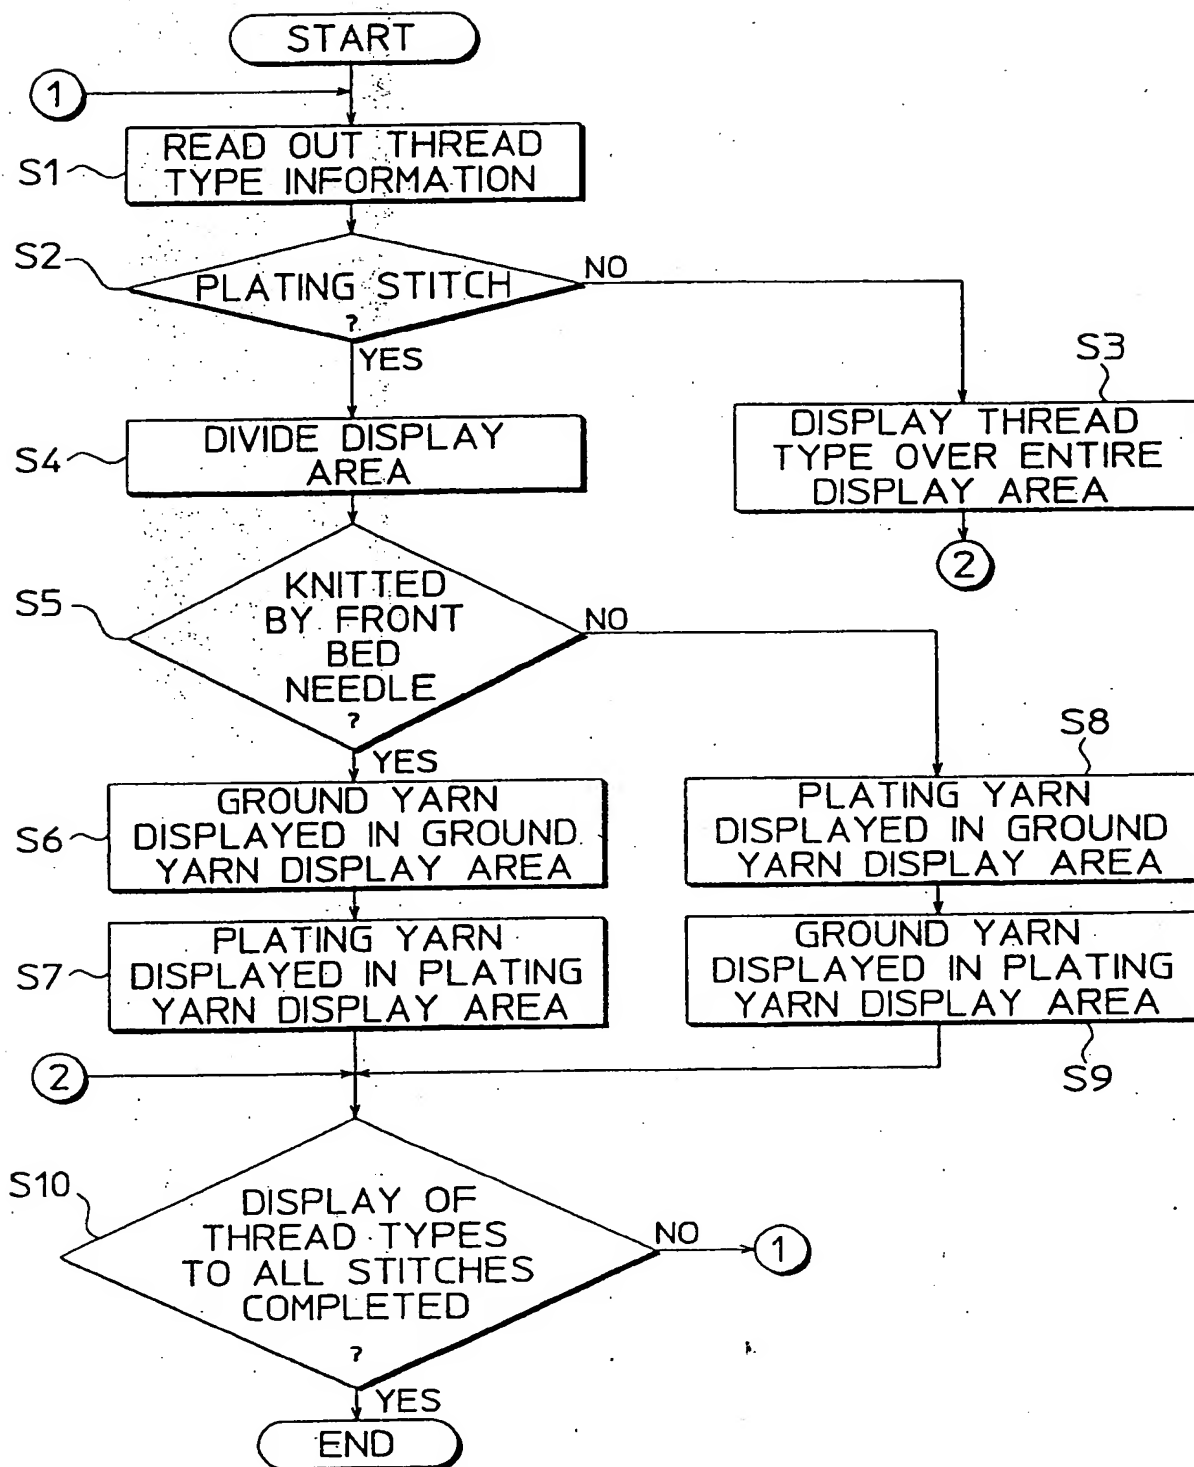 START
1
S1
READ OUT THREAD
TYPE INFORMATION
S2
PLATING STITCH
?
NO
YES
S3
DISPLAY THREAD
TYPE OVER ENTIRE
DISPLAY AREA
2
S4
DIVIDE DISPLAY
AREA
S5
KNITTED
BY FRONT
BED
NEEDLE
?
NO
YES
S6
GROUND YARN
DISPLAYED IN GROUND
YARN DISPLAY AREA
S8
PLATING YARN
DISPLAYED IN GROUND
YARN DISPLAY AREA
S7
PLATING YARN
DISPLAYED IN PLATING
YARN DISPLAY AREA
GROUND YARN
DISPLAYED IN PLATING
YARN DISPLAY AREA
S9
2
S10
DISPLAY OF
THREAD TYPES
TO ALL STITCHES
COMPLETED
?
NO
1
YES
END